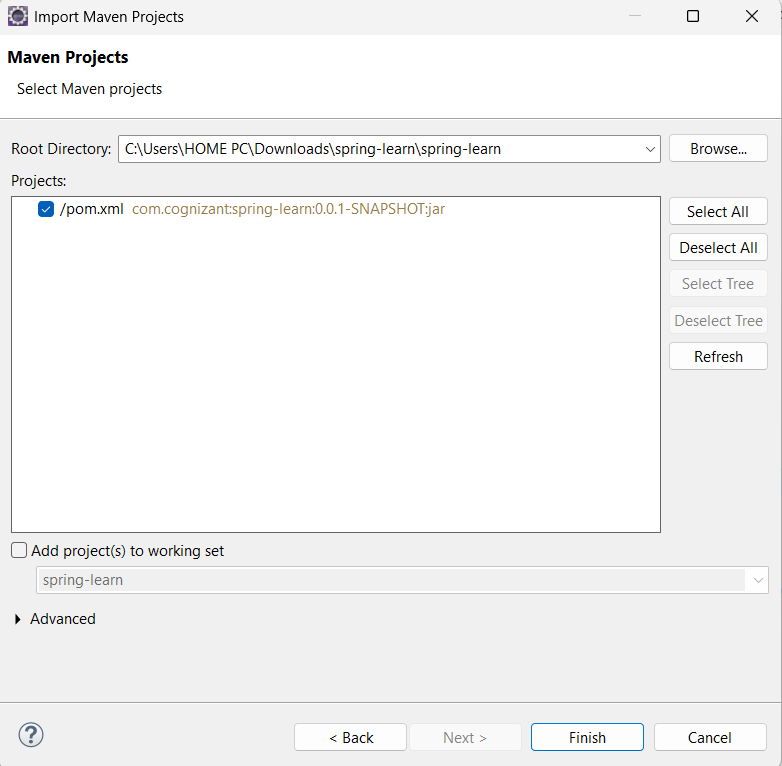 Import Maven Projects
Maven Projects
Select Maven projects
Root Directory: C:\Users\HOME PC\Downloads\spring-learn\spring-learn Browse...
Projects:
/pom.xml com.cognizant:spring-learn:0.0.1-SNAPSHOT:jar
Select All
Deselect All
Select Tree
Deselect Tree
Refresh
Add project(s) to working set
spring-learn
Advanced
? < Back Next > Finish Cancel